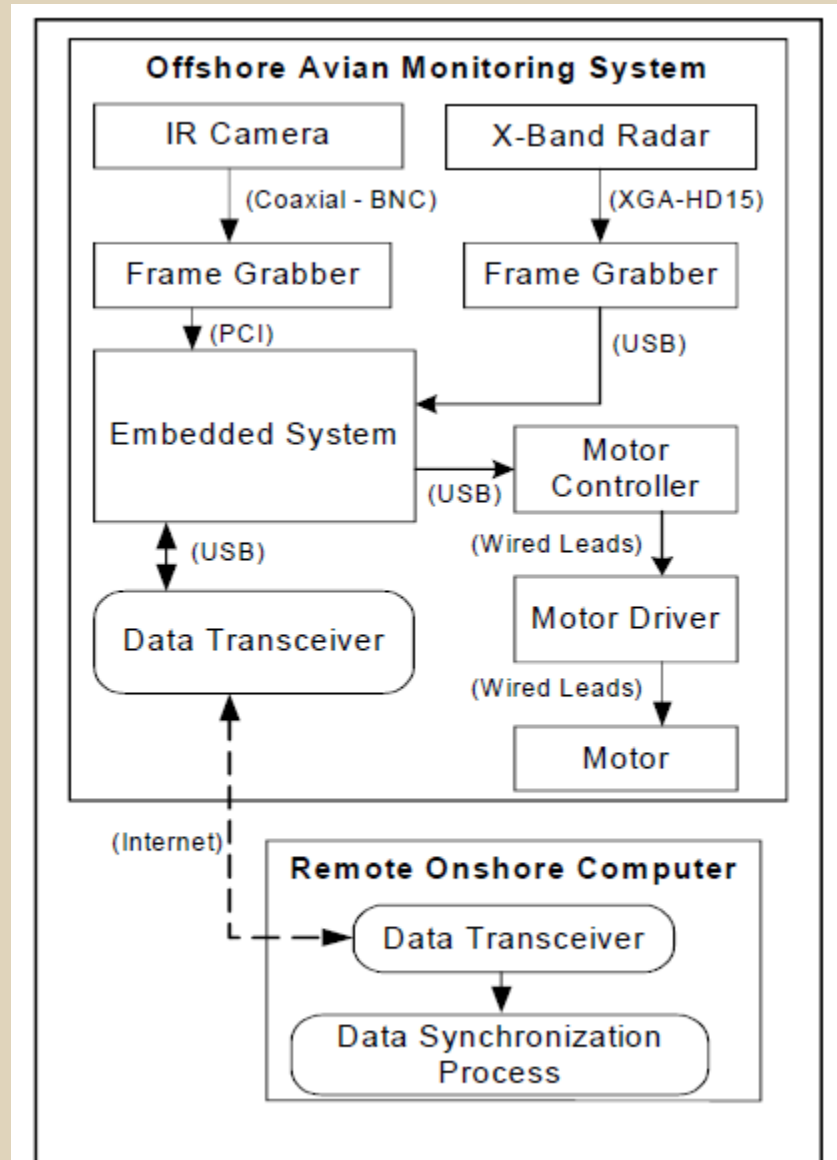 Offshore Avian Monitoring System
IR Camera
X-Band Radar
(Coaxial - BNC)
(XGA-HD15)
Frame Grabber
Frame Grabber
(PCI)
(USB)
Embedded System
Motor
Controller
(USB)
(Wired Leads)
(USB)
Motor Driver
Data Transceiver
(Wired Leads)
Motor
(Internet)
Remote Onshore Computer
Data Transceiver
Data Synchronization
Process